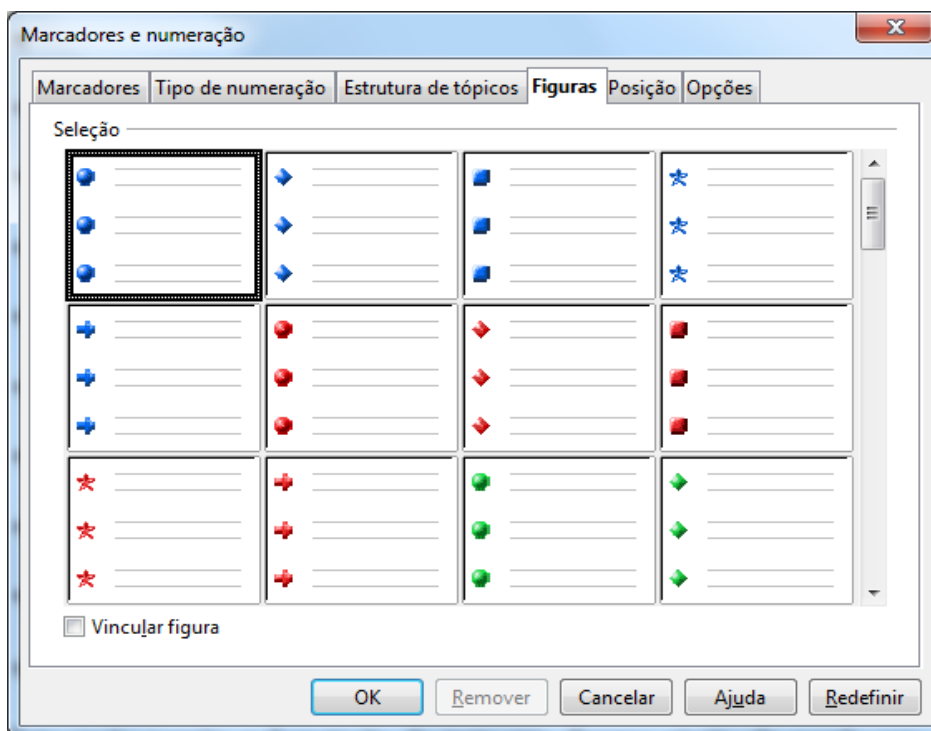 Marcadores e numeração
Marcadores Tipo de numeração Estrutura de tópicos Figuras Posição Opções
Seleção
Vincular figura
OK Remover Cancelar Ajuda Redefinir